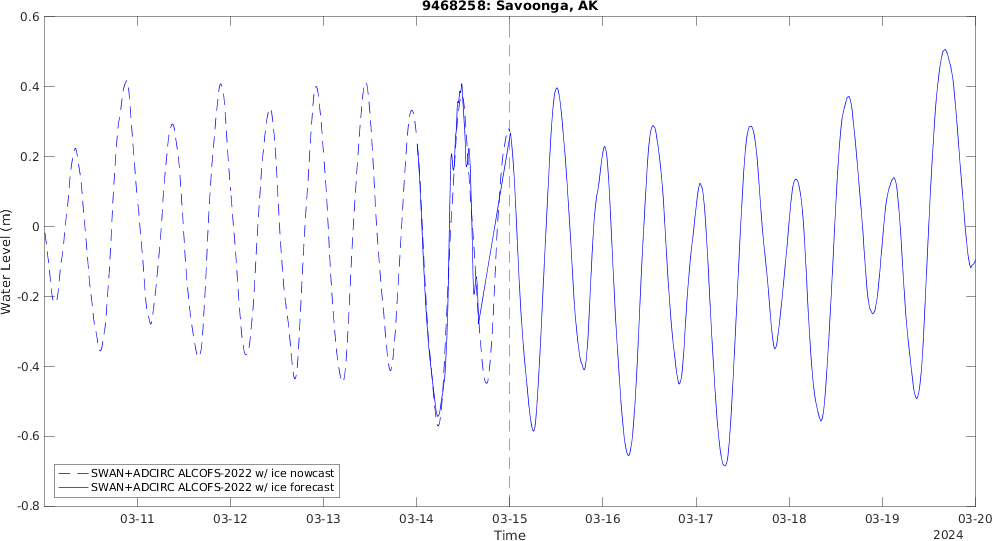 9468258: Savoonga, AK
0.6
0.4
0.2
0
-0.2
-0.4
-0.6
-0.8
Water Level (m)
SWAN+ADCIRC ALCOFS-2022 w/ ice nowcast
SWAN+ADCIRC ALCOFS-2022 w/ ice forecast
03-11 03-12 03-13 03-14 03-15 03-16 03-17 03-18 03-19 03-20
Time
2024